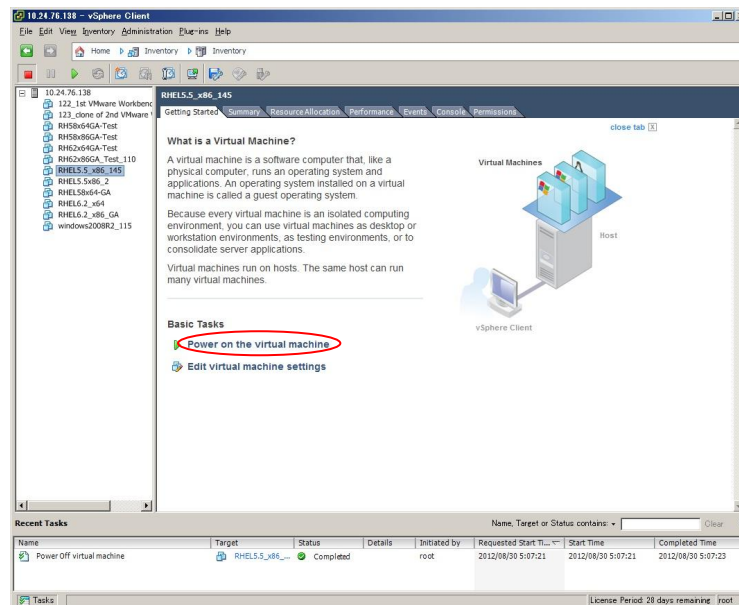 10.24.76.138 - vSphere Client
File Edit View Inventory Administration Plug-ins Help
Home Inventory Inventory
10.24.76.138
122_1st VMware Workbenc
123_clone of 2nd VMware
RH58x64GA-Test
RH58x86GA-Test
RH62x64GA-Test
RH62x86GA_Test_110
RHEL5.5_x86_145
RHEL5.5x86_2
RHEL58x64-GA
RHEL6.2_x64
RHEL6.2_x86_GA
windows2008R2_115
RHEL5.5_x86_145
Getting Started Summary Resource Allocation Performance Events Console Permissions
close tab X
What is a Virtual Machine?
A virtual machine is a software computer that, like a
physical computer, runs an operating system and
applications. An operating system installed on a virtual
machine is called a guest operating system.
Because every virtual machine is an isolated computing
environment, you can use virtual machines as desktop or
workstation environments, as testing environments, or to
consolidate server applications.
Virtual machines run on hosts. The same host can run
many virtual machines.
Virtual Machines
A
Host
vSphere Client
Basic Tasks
Power on the virtual machine
Edit virtual machine settings
Recent Tasks
Name, Target or Status contains:
Clear
Name Target Status Details Initiated by Requested Start Ti... Start Time Completed Time
Power Off virtual machine RHEL5.5_x86_... Completed root 2012/08/30 5:07:21 2012/08/30 5:07:21 2012/08/30 5:07:23
Tasks
License Period: 28 days remaining root